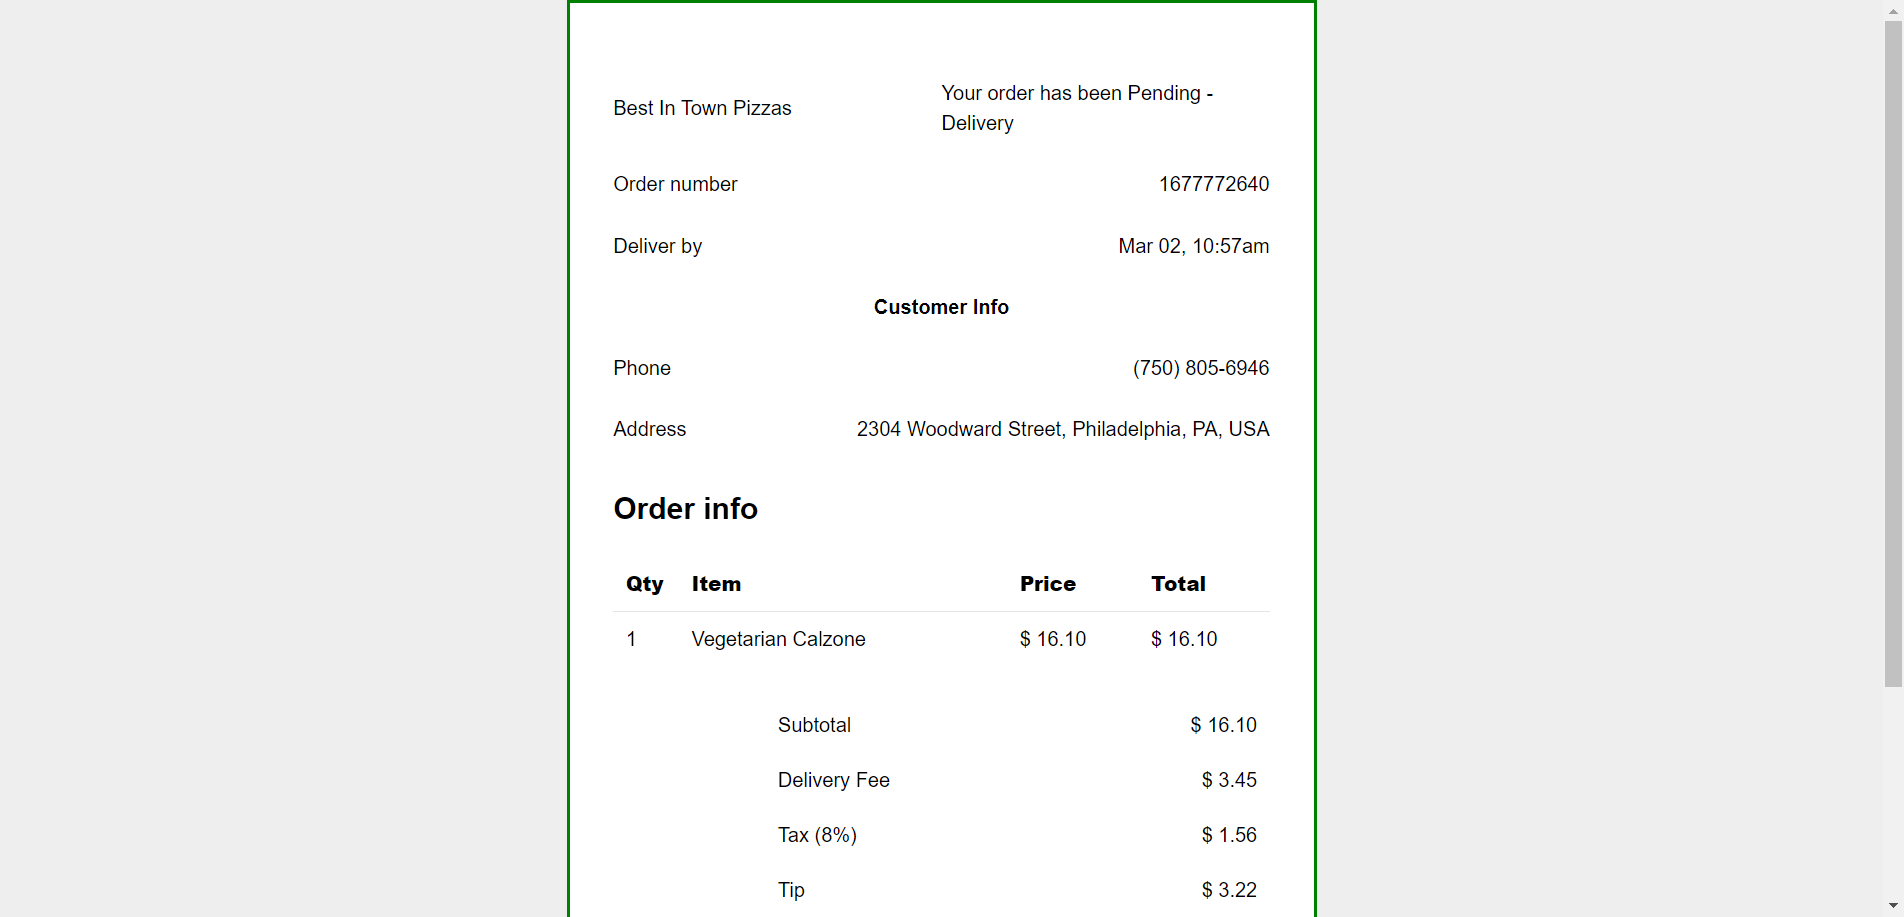 Best In Town Pizzas
Your order has been Pending -
Delivery
Order number 1677772640
Deliver by Mar 02, 10:57am
Customer Info
Phone (750) 805-6946
Address 2304 Woodward Street, Philadelphia, PA, USA
Order info
Qty Item Price Total
1 Vegetarian Calzone $ 16.10 $ 16.10
Subtotal $ 16.10
Delivery Fee $ 3.45
Tax (8%) $ 1.56
Tip $ 3.22